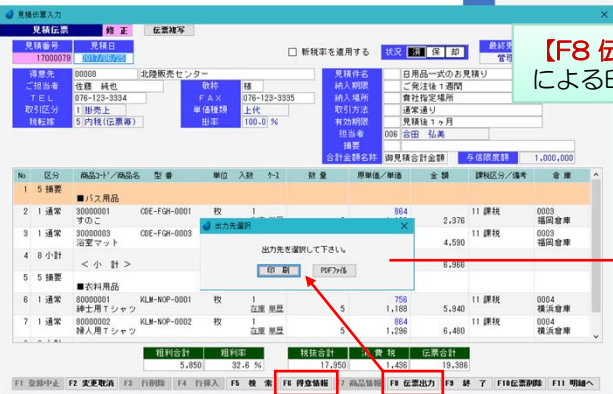 見積伝票入力
見積伝票 修 正 伝票複写
見積番号 見積日
17000079 2017/06/25
新税率を適用する 状況 済 保 却
【F8 伝
による印
得意先 00008 北陸販売センター
ご担当者 佐藤 純也 敬称 様
TEL 076-123-3334 FAX 076-123-3335
取引区分 1 掛売上 単価種類 上代
税転嫁 5 内税(伝票毎) 掛率 100.0 %
見積件名 日用品一式のお見積り
納入期限 ご発注後1週間
納入場所 貴社指定場所
取引方法 通常通り
有効期限 見積後1ヶ月
担当者 006 合田 弘美
摘要
合計金額名称 御見積合計金額 与信限度額 1,000,000
No 区分 商品コード/商品名 型番 単位 入数 ケース 数量 原単価/単価 金額 課税区分/備考 倉庫
1 5 摘要
■バス用品
2 1 通常 30000001 CDE-FGH-0001 枚 1 864 11 課税 0003
すのこ 2,376 福岡倉庫
3 1 通常 30000003 CDE-FGH-0003 11 課税 0003
浴室マット 4,590 福岡倉庫
4 8 小計
<小 計> 6,966
5 5 摘要
■衣料用品
6 1 通常 80000001 KLM-NOP-0001 枚 1 756 11 課税 0004
紳士用Tシャツ 在庫 単歴 5 1,188 5,940 横浜倉庫
7 1 通常 80000002 KLM-NOP-0002 枚 1 864 11 課税 0004
婦人用Tシャツ 在庫 単歴 5 1,296 6,480 横浜倉庫
出力先選択
出力先を選択して下さい。
印 刷 PDFファイル
粗利合計 粗利率 税抜合計 消費税 伝票合計
5,850 32.6 % 17,950 1,436 19,386
F1 登録中止 F2 変更取消 F3 行削除 F4 行挿入 F5 検 索 F6 得意情報 F7 商品情報 F8 伝票出力 F9 終 了 F10伝票削除 F11 明細へ